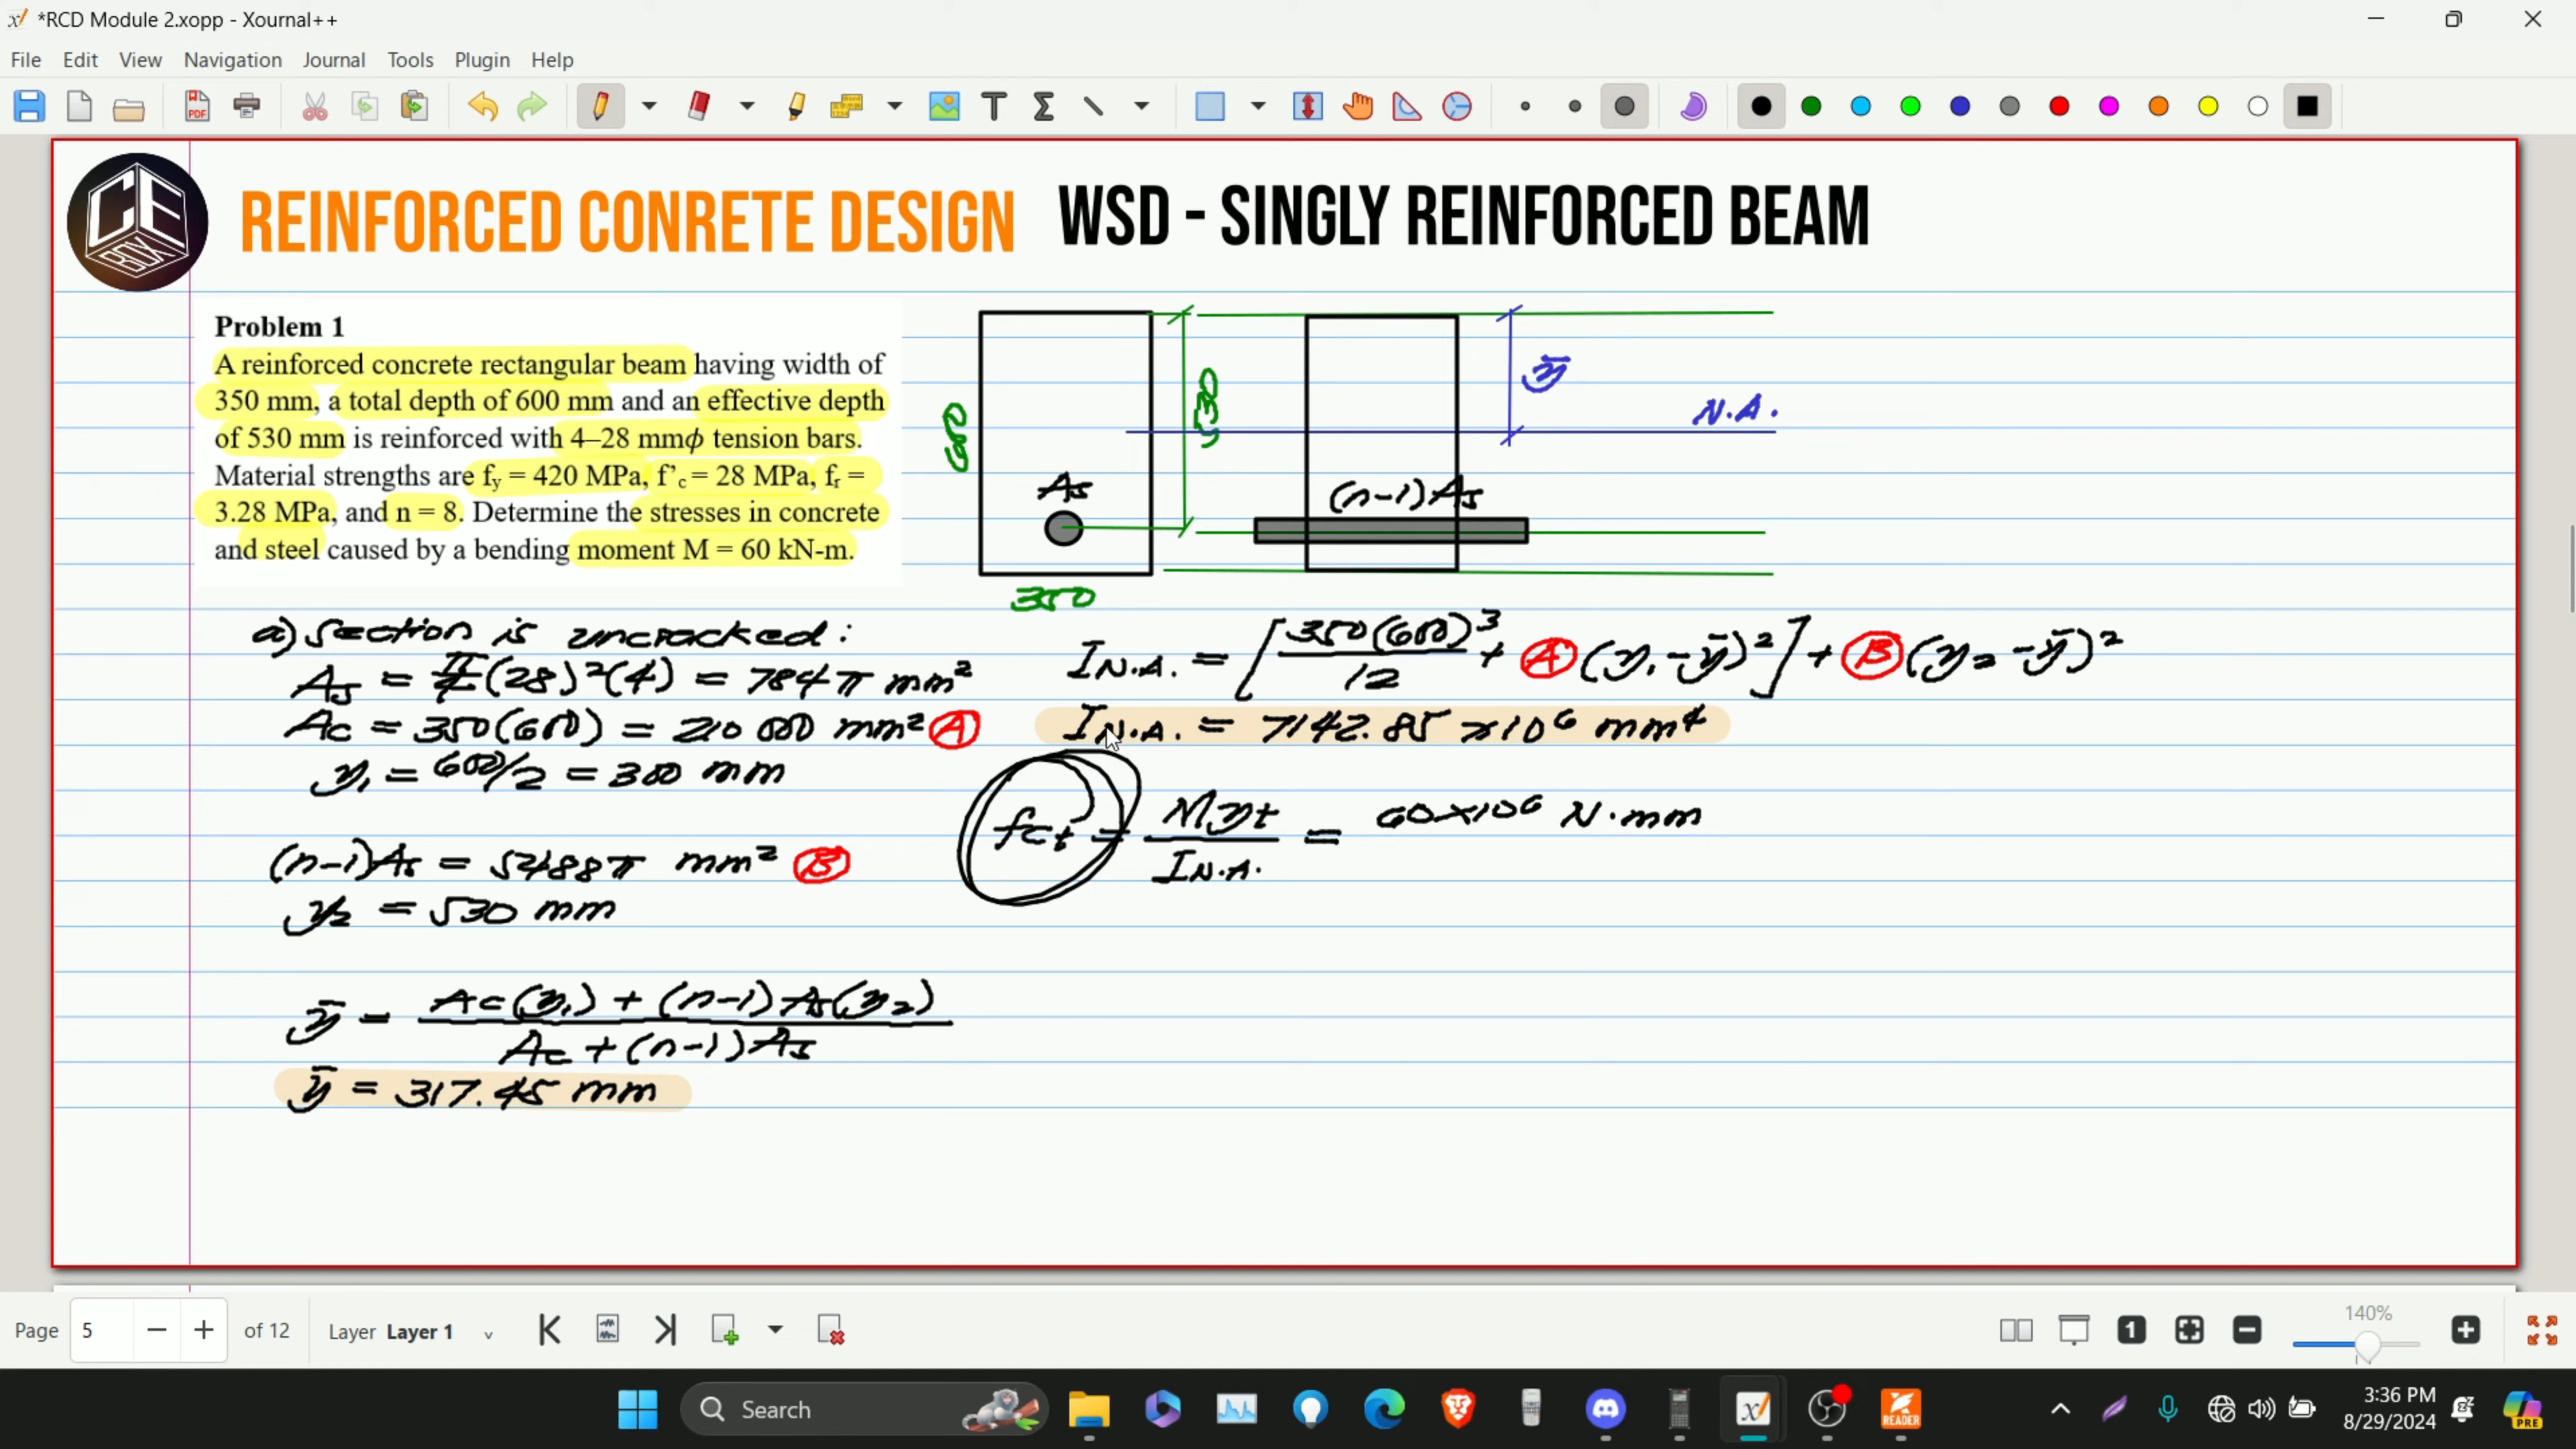 *RCD Module 2.xopp - Xournal++
File Edit View Navigation Journal Tools Plugin Help
CE
BOX
REINFORCED CONRETE DESIGN WSD - SINGLY REINFORCED BEAM
Problem 1
A reinforced concrete rectangular beam having width of
350 mm, a total depth of 600 mm and an effective depth
of 530 mm is reinforced with 4–28 mmϕ tension bars.
Material strengths are fy = 420 MPa, f'c = 28 MPa, fr =
3.28 MPa, and n = 8. Determine the stresses in concrete
and steel caused by a bending moment M = 60 kN-m.
600
530
As
350
(n-1)As
ȳ
N.A.
a) Section is uncracked:
As = π/4(28)²(4) = 784π mm²
Ac = 350(600) = 210 000 mm² A
y₁ = 600/2 = 300 mm
(n-1)As = 5488π mm² B
y₂ = 530 mm
ȳ = Ac(y₁) + (n-1)As(y₂) / Ac + (n-1)As
ȳ = 317.45 mm
I N.A. = [350(600)³/12 + A(y₁-ȳ)²] + B(y₂-ȳ)²
I N.A. = 7142.85 x10⁶ mm⁴
fct = Myt / I N.A. = 60x10⁶ N·mm
Page 5 of 12 Layer Layer 1
140%
Search
READER
3:36 PM
8/29/2024
PRE